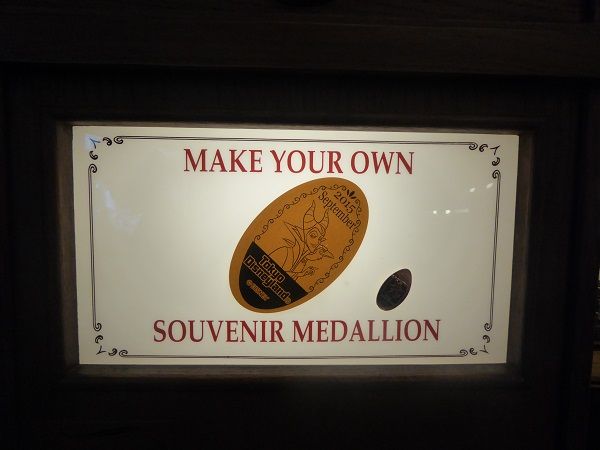 MAKE YOUR OWN
2015
September
Tokyo
Disneyland
SOUVENIR MEDALLION